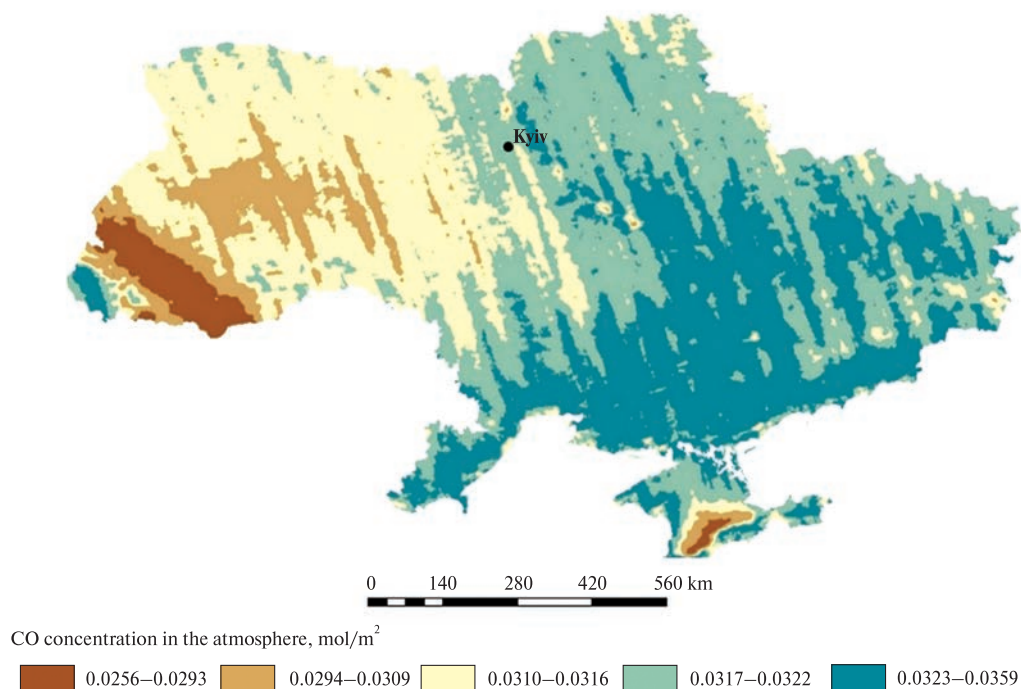 Kyiv
0 140 280 420 560 km
CO concentration in the atmosphere, mol/m²
0.0256–0.0293 0.0294–0.0309 0.0310–0.0316 0.0317–0.0322 0.0323–0.0359